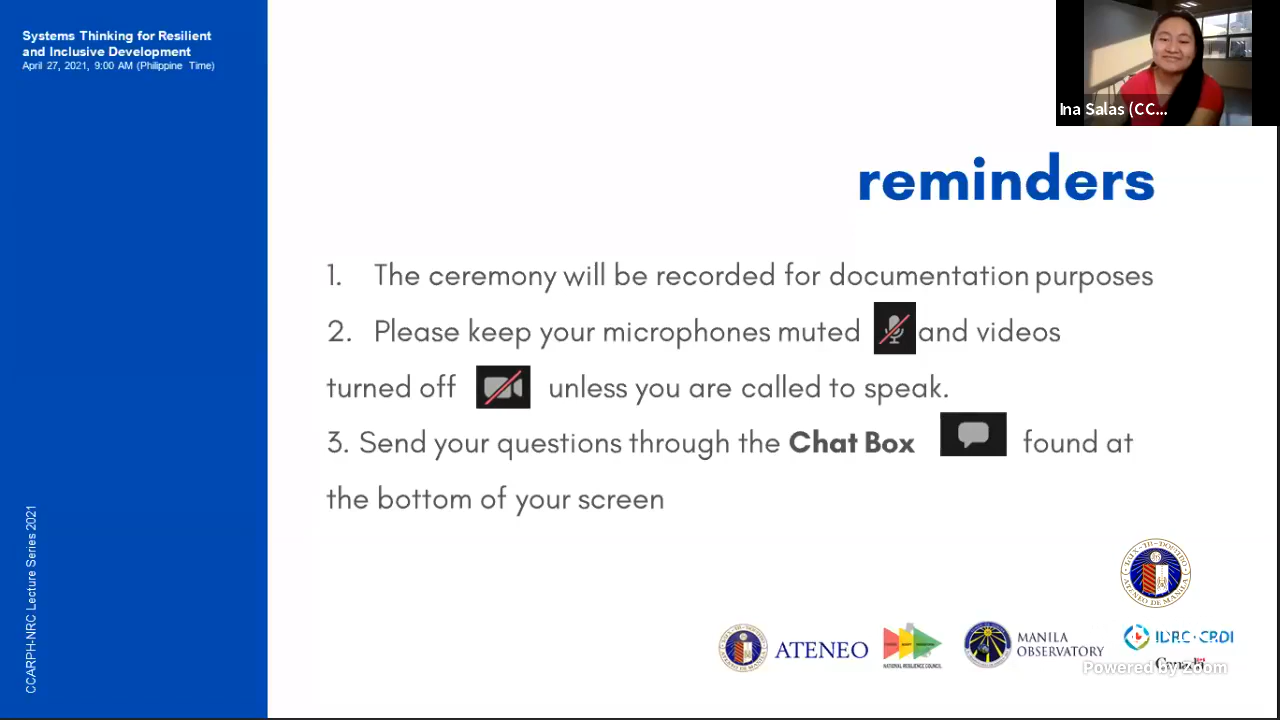 Systems Thinking for Resilient
and Inclusive Development
April 27, 2021, 9:00 AM (Philippine Time)
Ina Salas (CC...
reminders
1. The ceremony will be recorded for documentation purposes
2. Please keep your microphones muted and videos
turned off unless you are called to speak.
3. Send your questions through the Chat Box found at
the bottom of your screen
CCARPH-NRC Lecture Series 2021
ATENEO
NATIONAL RESILIENCE COUNCIL
MANILA
OBSERVATORY
IDRC · CRDI
Canada
Powered by Zoom